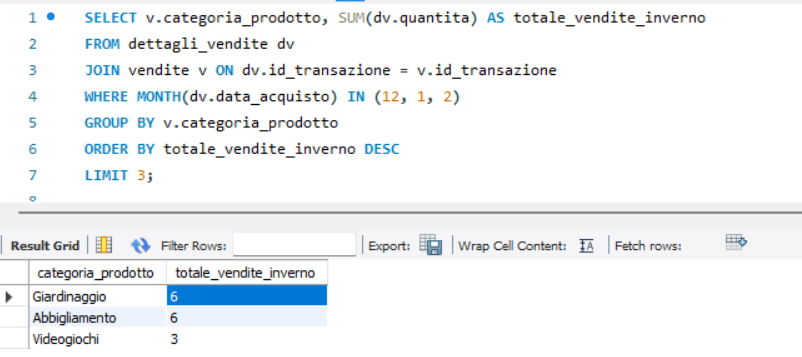 1 SELECT v.categoria_prodotto, SUM(dv.quantita) AS totale_vendite_inverno
2 FROM dettagli_vendite dv
3 JOIN vendite v ON dv.id_transazione = v.id_transazione
4 WHERE MONTH(dv.data_acquisto) IN (12, 1, 2)
5 GROUP BY v.categoria_prodotto
6 ORDER BY totale_vendite_inverno DESC
7 LIMIT 3;
Result Grid Filter Rows: Export: Wrap Cell Content: Fetch rows:
categoria_prodotto totale_vendite_inverno
Giardinaggio 6
Abbigliamento 6
Videogiochi 3